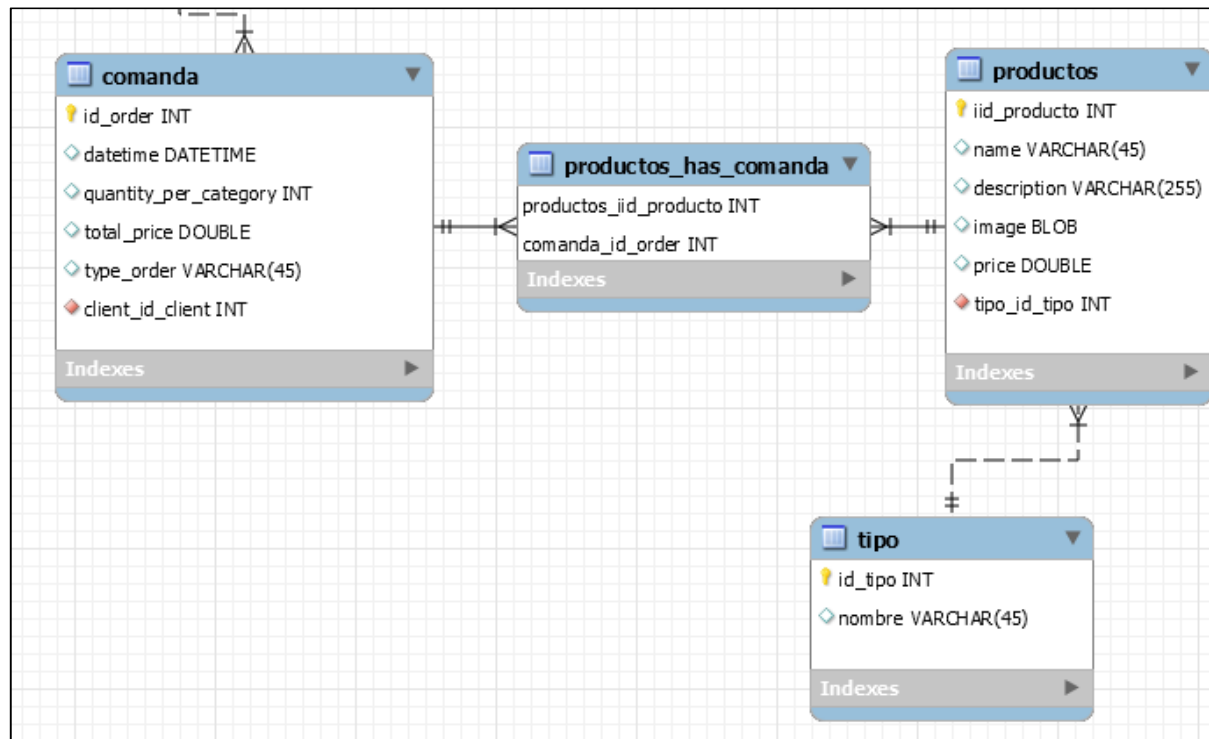 comanda
id_order INT
datetime DATETIME
quantity_per_category INT
total_price DOUBLE
type_order VARCHAR(45)
client_id_client INT
Indexes
productos_has_comanda
productos_iid_producto INT
comanda_id_order INT
Indexes
productos
iid_producto INT
name VARCHAR(45)
description VARCHAR(255)
image BLOB
price DOUBLE
tipo_id_tipo INT
Indexes
tipo
id_tipo INT
nombre VARCHAR(45)
Indexes